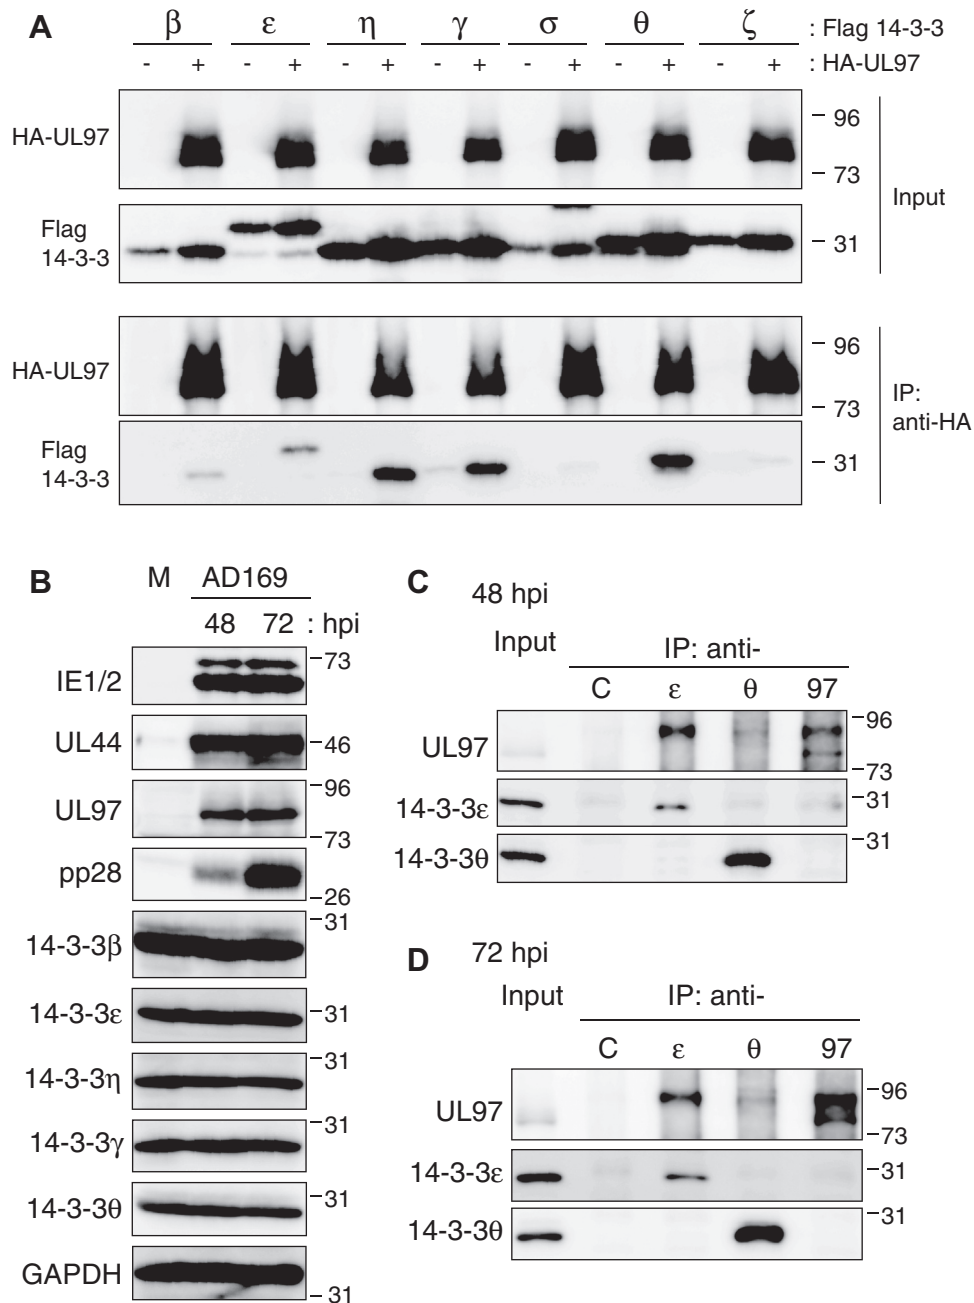 A
β ε η γ σ θ ζ : Flag 14-3-3
- + - + - + - + - + - + - + : HA-UL97
HA-UL97
96
73
Flag
14-3-3
31
Input
HA-UL97
96
73
Flag
14-3-3
31
IP:
anti-HA
B
M AD169
48 72 : hpi
IE1/2
73
UL44
46
UL97
96
73
pp28
26
14-3-3β
31
14-3-3ε
31
14-3-3η
31
14-3-3γ
31
14-3-3θ
31
GAPDH
31
C 48 hpi
Input IP: anti-
C ε θ 97
UL97
96
73
14-3-3ε
31
14-3-3θ
31
D 72 hpi
Input IP: anti-
C ε θ 97
UL97
96
73
14-3-3ε
31
14-3-3θ
31